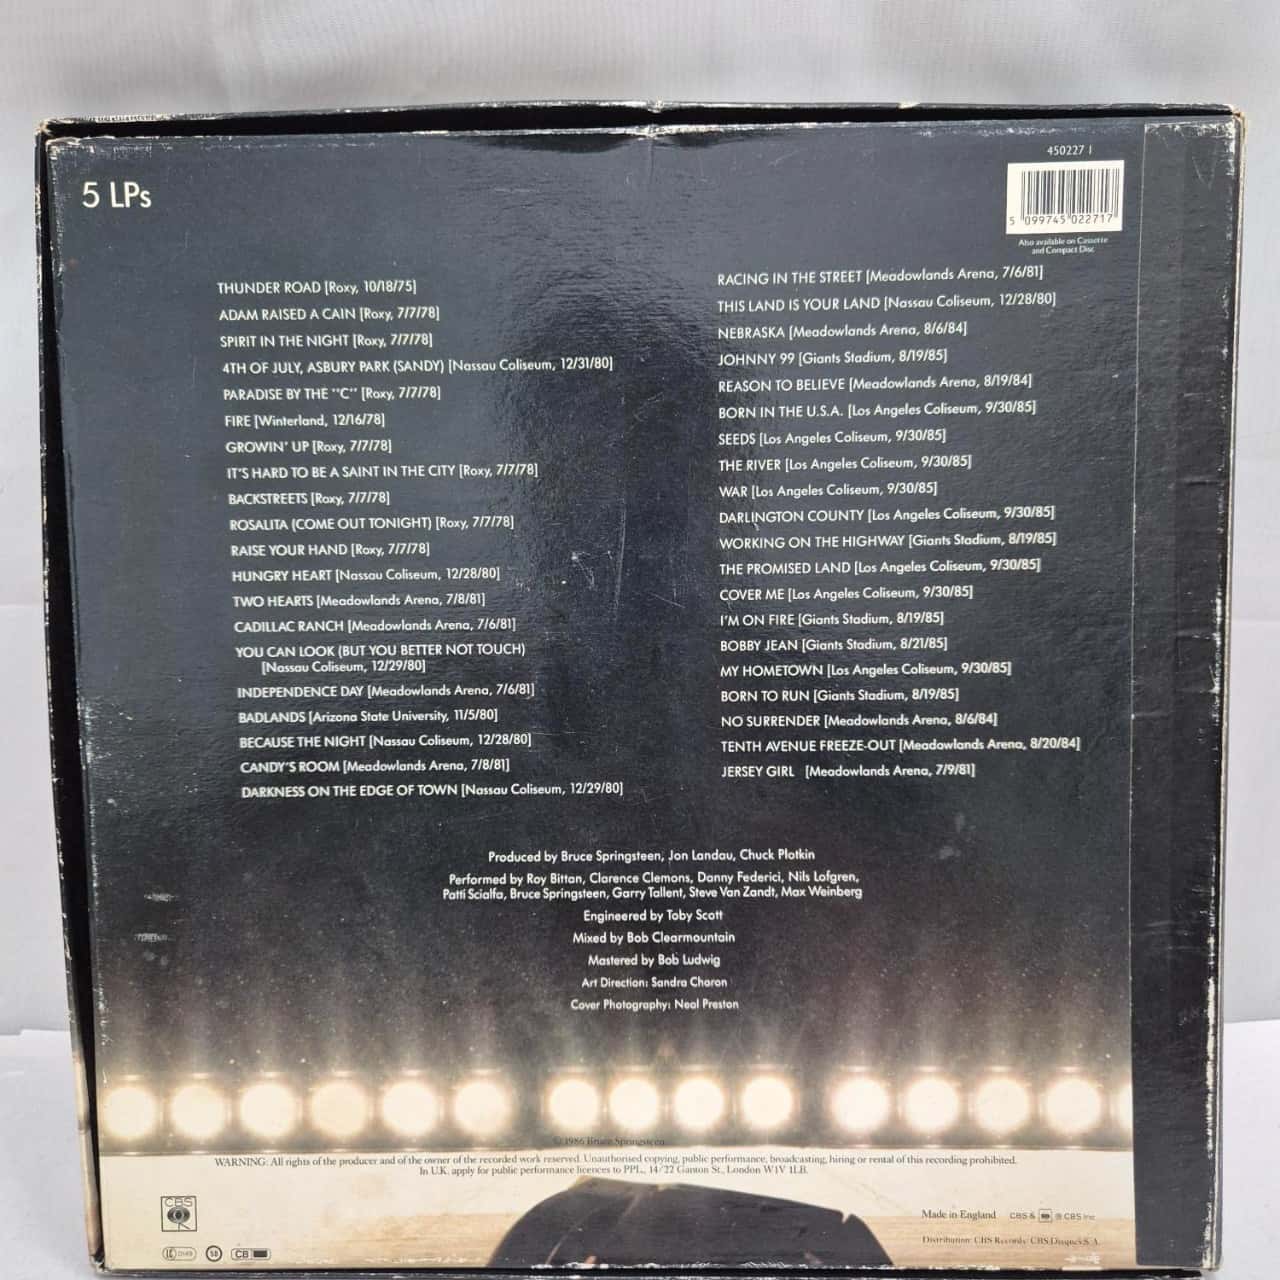 5 LPs
450227 1
5 099745 022717
Also available on Cassette
and Compact Disc
THUNDER ROAD [Roxy, 10/18/75]
ADAM RAISED A CAIN [Roxy, 7/7/78]
SPIRIT IN THE NIGHT [Roxy, 7/7/78]
4TH OF JULY, ASBURY PARK (SANDY) [Nassau Coliseum, 12/31/80]
PARADISE BY THE "C" [Roxy, 7/7/78]
FIRE [Winterland, 12/16/78]
GROWIN' UP [Roxy, 7/7/78]
IT'S HARD TO BE A SAINT IN THE CITY [Roxy, 7/7/78]
BACKSTREETS [Roxy, 7/7/78]
ROSALITA (COME OUT TONIGHT) [Roxy, 7/7/78]
RAISE YOUR HAND [Roxy, 7/7/78]
HUNGRY HEART [Nassau Coliseum, 12/28/80]
TWO HEARTS [Meadowlands Arena, 7/8/81]
CADILLAC RANCH [Meadowlands Arena, 7/6/81]
YOU CAN LOOK (BUT YOU BETTER NOT TOUCH)
[Nassau Coliseum, 12/29/80]
INDEPENDENCE DAY [Meadowlands Arena, 7/6/81]
BADLANDS [Arizona State University, 11/5/80]
BECAUSE THE NIGHT [Nassau Coliseum, 12/28/80]
CANDY'S ROOM [Meadowlands Arena, 7/8/81]
DARKNESS ON THE EDGE OF TOWN [Nassau Coliseum, 12/29/80]
RACING IN THE STREET [Meadowlands Arena, 7/6/81]
THIS LAND IS YOUR LAND [Nassau Coliseum, 12/28/80]
NEBRASKA [Meadowlands Arena, 8/6/84]
JOHNNY 99 [Giants Stadium, 8/19/85]
REASON TO BELIEVE [Meadowlands Arena, 8/19/84]
BORN IN THE U.S.A. [Los Angeles Coliseum, 9/30/85]
SEEDS [Los Angeles Coliseum, 9/30/85]
THE RIVER [Los Angeles Coliseum, 9/30/85]
WAR [Los Angeles Coliseum, 9/30/85]
DARLINGTON COUNTY [Los Angeles Coliseum, 9/30/85]
WORKING ON THE HIGHWAY [Giants Stadium, 8/19/85]
THE PROMISED LAND [Los Angeles Coliseum, 9/30/85]
COVER ME [Los Angeles Coliseum, 9/30/85]
I'M ON FIRE [Giants Stadium, 8/19/85]
BOBBY JEAN [Giants Stadium, 8/21/85]
MY HOMETOWN [Los Angeles Coliseum, 9/30/85]
BORN TO RUN [Giants Stadium, 8/19/85]
NO SURRENDER [Meadowlands Arena, 8/6/84]
TENTH AVENUE FREEZE-OUT [Meadowlands Arena, 8/20/84]
JERSEY GIRL [Meadowlands Arena, 7/9/81]
Produced by Bruce Springsteen, Jon Landau, Chuck Plotkin
Performed by Roy Bittan, Clarence Clemons, Danny Federici, Nils Lofgren,
Patti Scialfa, Bruce Springsteen, Garry Tallent, Steve Van Zandt, Max Weinberg
Engineered by Toby Scott
Mixed by Bob Clearmountain
Mastered by Bob Ludwig
Art Direction: Sandra Choron
Cover Photography: Neal Preston
© 1986 Bruce Springsteen
WARNING: All rights of the producer and of the owner of the recorded work reserved. Unauthorised copying, public performance, broadcasting, hiring or rental of this recording prohibited.
In U.K. apply for public performance licences to PPL, 14/22 Ganton St., London W1V 1LB.
CBS
Made in England CBS & ℗ CBS Inc
Distribution: CBS Records/CBS Disques S.A.
LC 0149 CB